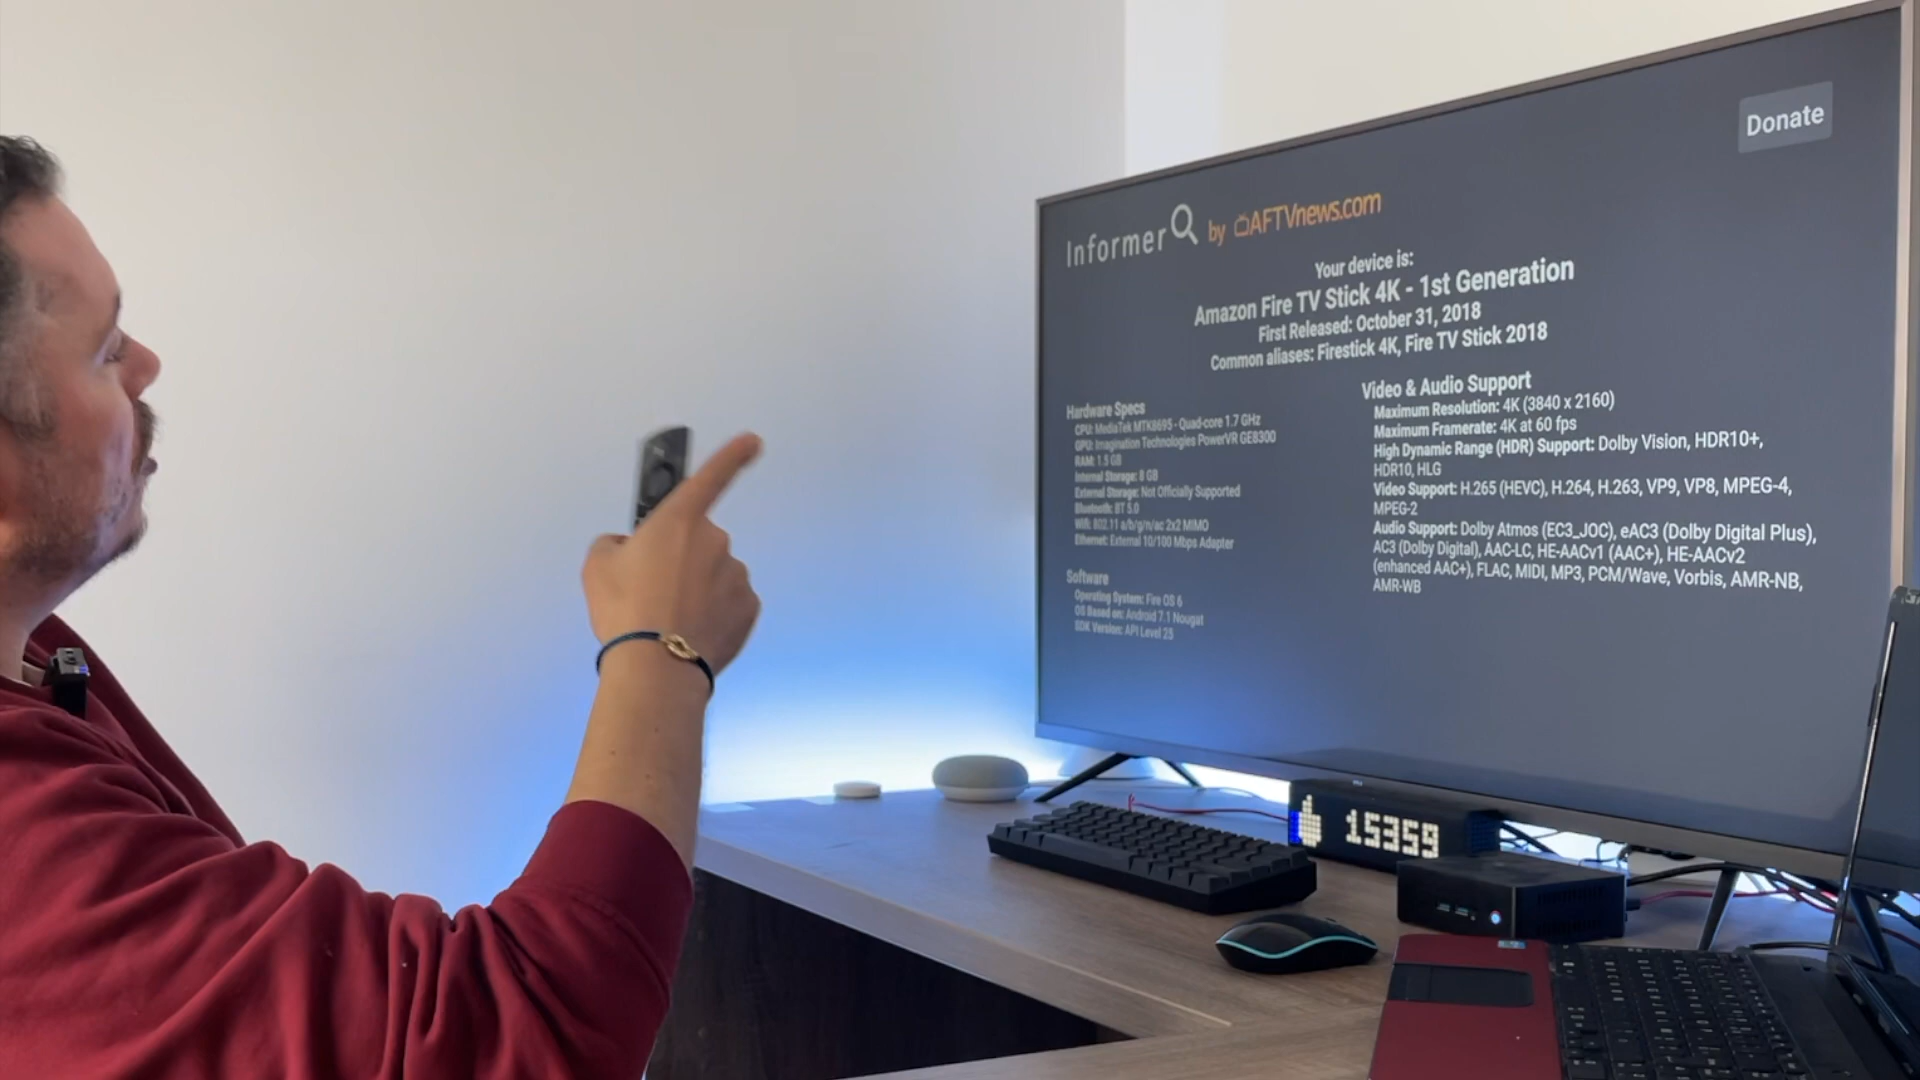 Donate
Informer by AFTVnews.com
Your device is:
Amazon Fire TV Stick 4K - 1st Generation
First Released: October 31, 2018
Common aliases: Firestick 4K, Fire TV Stick 2018
Hardware Specs
CPU: MediaTek MTK8695 - Quad-core 1.7 GHz
GPU: Imagination Technologies PowerVR GE8300
RAM: 1.5 GB
Internal Storage: 8 GB
External Storage: Not Officially Supported
Bluetooth: BT 5.0
Wifi: 802.11 a/b/g/n/ac 2x2 MIMO
Ethernet: External 10/100 Mbps Adapter
Software
Operating System: Fire OS 6
OS Based on: Android 7.1 Nougat
SDK Version: API Level 25
Video & Audio Support
Maximum Resolution: 4K (3840 x 2160)
Maximum Framerate: 4K at 60 fps
High Dynamic Range (HDR) Support: Dolby Vision, HDR10+,
HDR10, HLG
Video Support: H.265 (HEVC), H.264, H.263, VP9, VP8, MPEG-4,
MPEG-2
Audio Support: Dolby Atmos (EC3_JOC), eAC3 (Dolby Digital Plus),
AC3 (Dolby Digital), AAC-LC, HE-AACv1 (AAC+), HE-AACv2
(enhanced AAC+), FLAC, MIDI, MP3, PCM/Wave, Vorbis, AMR-NB,
AMR-WB
15359